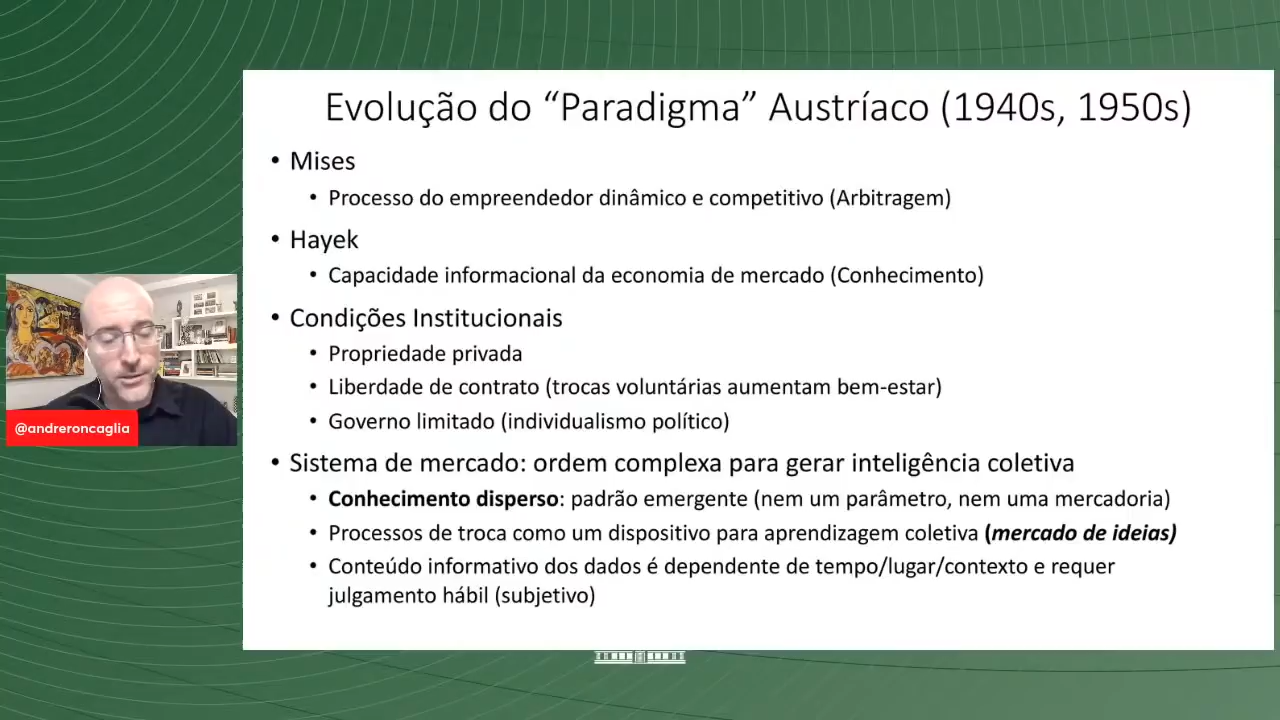 Evolução do “Paradigma” Austríaco (1940s, 1950s)
• Mises
• Processo do empreendedor dinâmico e competitivo (Arbitragem)
• Hayek
• Capacidade informacional da economia de mercado (Conhecimento)
• Condições Institucionais
• Propriedade privada
• Liberdade de contrato (trocas voluntárias aumentam bem-estar)
• Governo limitado (individualismo político)
• Sistema de mercado: ordem complexa para gerar inteligência coletiva
• Conhecimento disperso: padrão emergente (nem um parâmetro, nem uma mercadoria)
• Processos de troca como um dispositivo para aprendizagem coletiva (mercado de ideias)
• Conteúdo informativo dos dados é dependente de tempo/lugar/contexto e requer
julgamento hábil (subjetivo)
@andreroncaglia